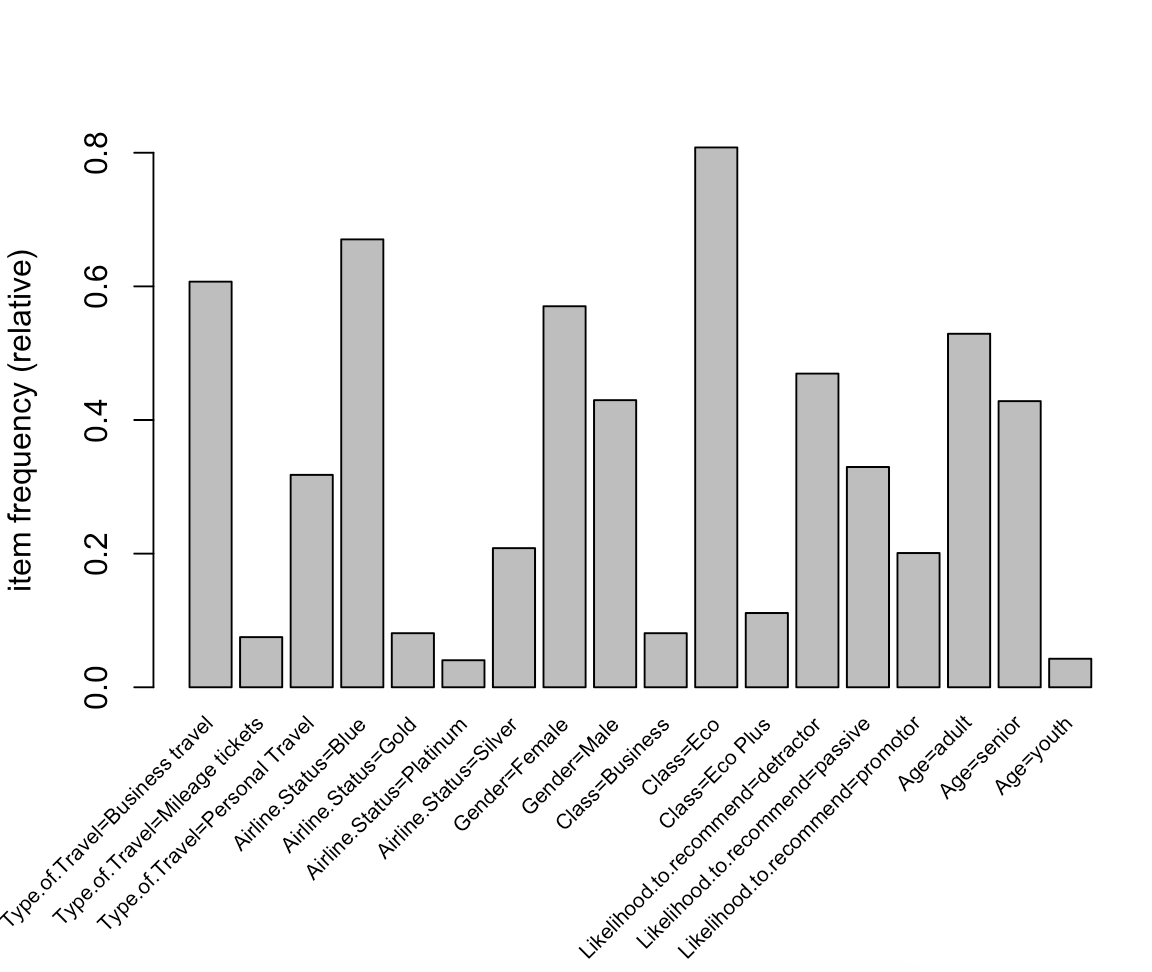 item frequency (relative)
0.8
0.6
0.4
0.2
0.0
Type.of.Travel=Business travel
Type.of.Travel=Mileage tickets
Type.of.Travel=Personal Travel
Airline.Status=Blue
Airline.Status=Gold
Airline.Status=Platinum
Airline.Status=Silver
Gender=Female
Gender=Male
Class=Business
Class=Eco
Class=Eco Plus
Likelihood.to.recommend=detractor
Likelihood.to.recommend=passive
Likelihood.to.recommend=promotor
Age=adult
Age=senior
Age=youth